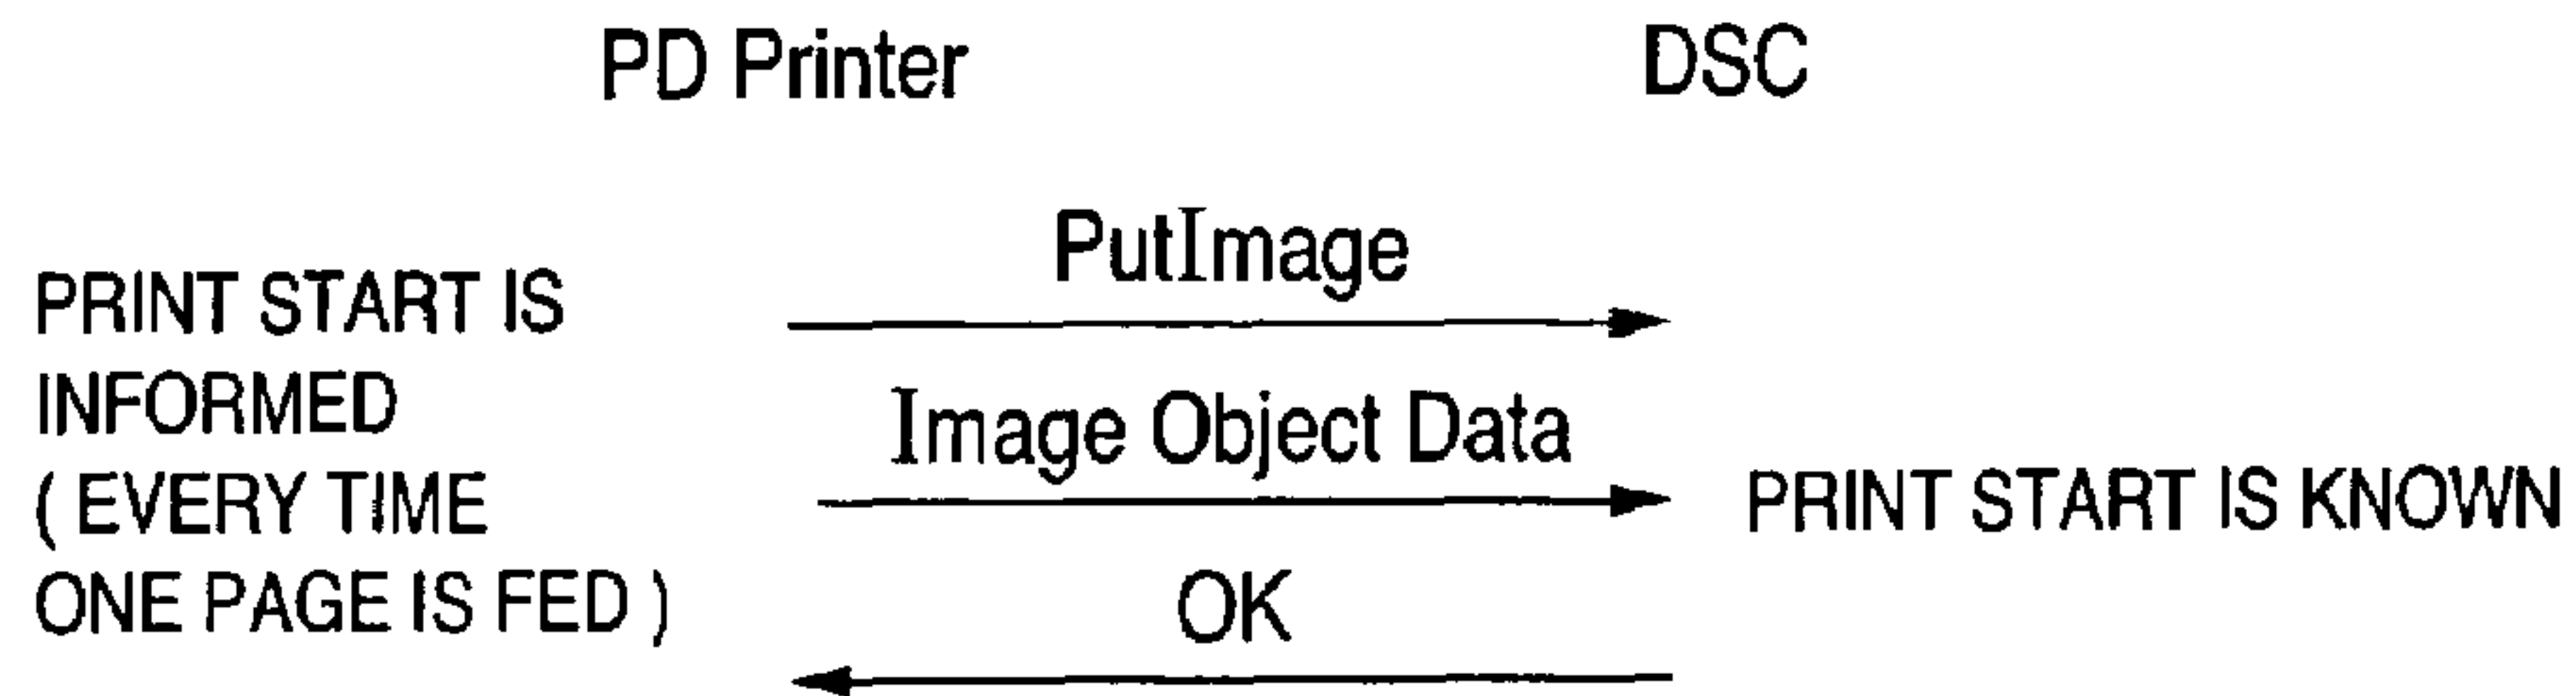 PD Printer
DSC
PutImage
PRINT START IS
INFORMED
( EVERY TIME
ONE PAGE IS FED )
Image Object Data
PRINT START IS KNOWN
OK